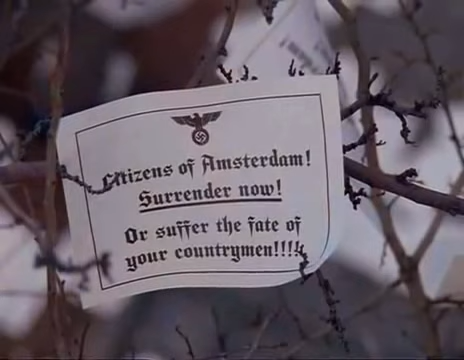 Citizens of Amsterdam!
Surrender now!
Or suffer the fate of
your countrymen!!!!